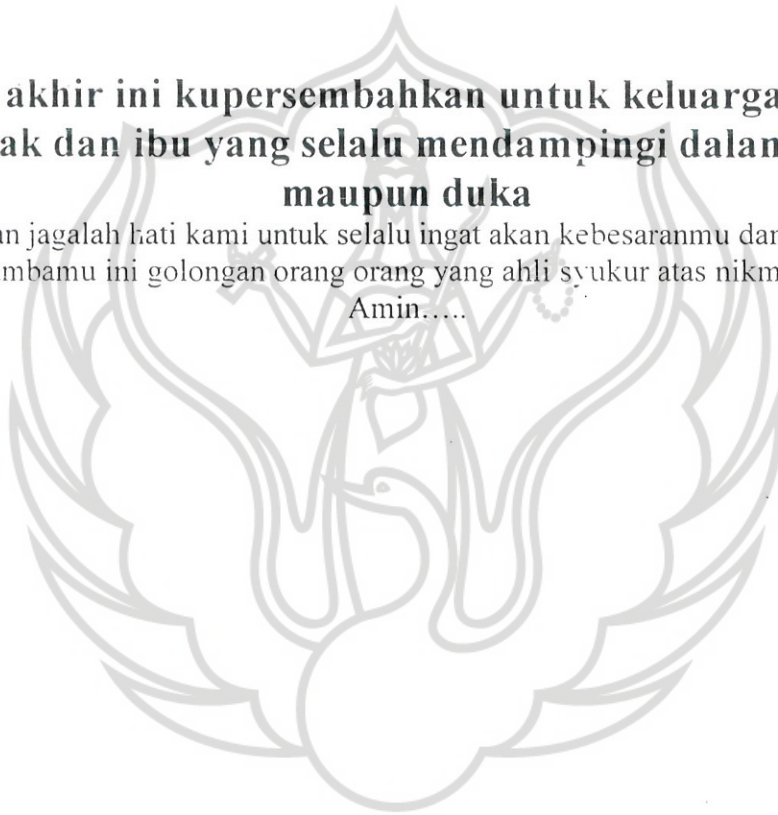 akhir ini kupersembahkan untuk keluarga
ak dan ibu yang selalu mendampingi dalam
maupun duka
an jagalah hati kami untuk selalu ingat akan kebesaranmu dan
mbamu ini golongan orang orang yang ahli syukur atas nikm
Amin.....